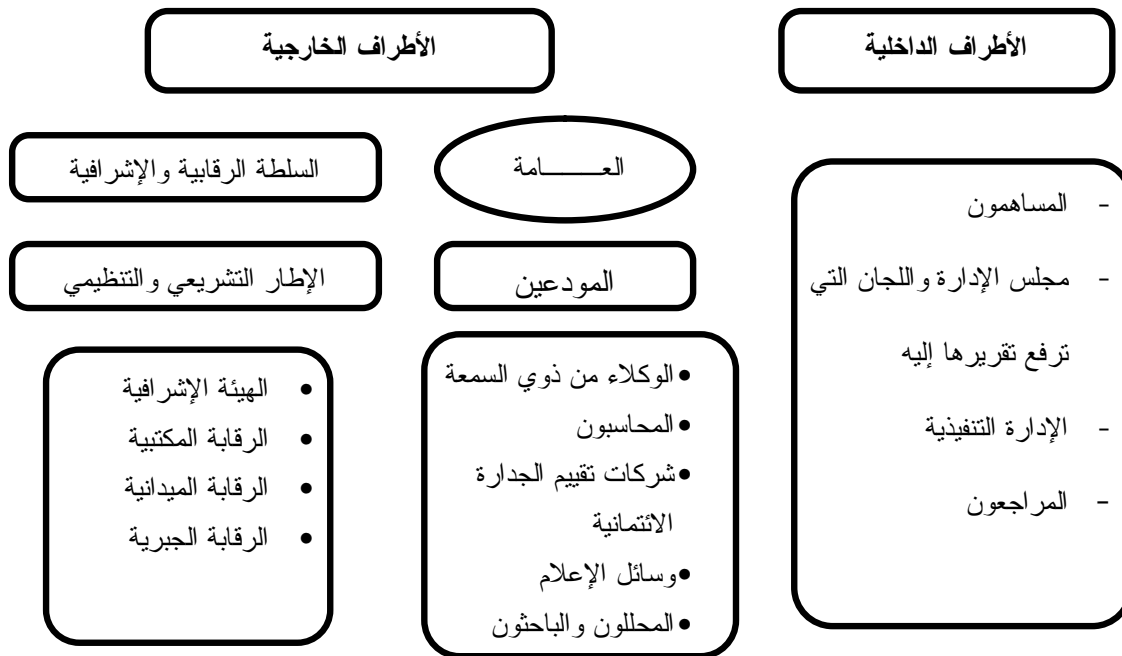 الأطراف الداخلية
- المساهمون
- مجلس الإدارة واللجان التي
ترفع تقريرها إليه
- الإدارة التنفيذية
- المراجعون
الأطراف الخارجية
العـــــــامة
المودعين
• الوكلاء من ذوي السمعة
• المحاسبون
• شركات تقييم الجدارة
الائتمانية
• وسائل الإعلام
• المحللون والباحثون
السلطة الرقابية والإشرافية
الإطار التشريعي والتنظيمي
• الهيئة الإشرافية
• الرقابة المكتبية
• الرقابة الميدانية
• الرقابة الجبرية